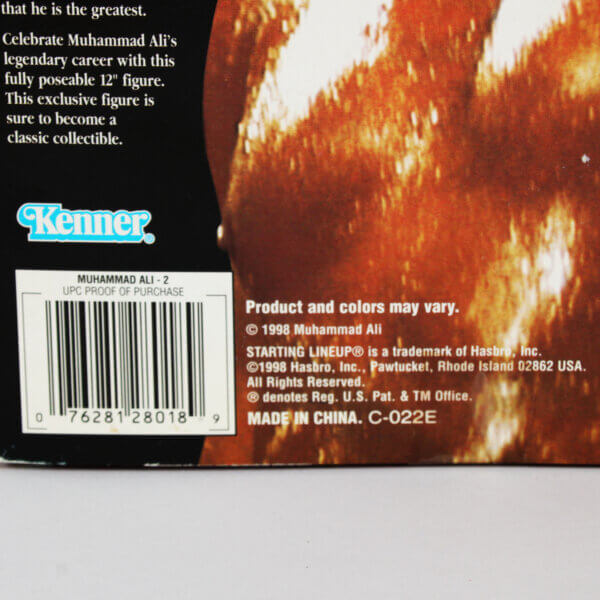 that he is the greatest.
Celebrate Muhammad Ali's
legendary career with this
fully poseable 12" figure.
This exclusive figure is
sure to become a
classic collectible.
Kenner®
MUHAMMAD ALI - 2
UPC PROOF OF PURCHASE
0 76281 28018 9
Product and colors may vary.
© 1998 Muhammad Ali
STARTING LINEUP® is a trademark of Hasbro, Inc.
©1998 Hasbro, Inc., Pawtucket, Rhode Island 02862 USA.
All Rights Reserved.
® denotes Reg. U.S. Pat. & TM Office.
MADE IN CHINA. C-022E